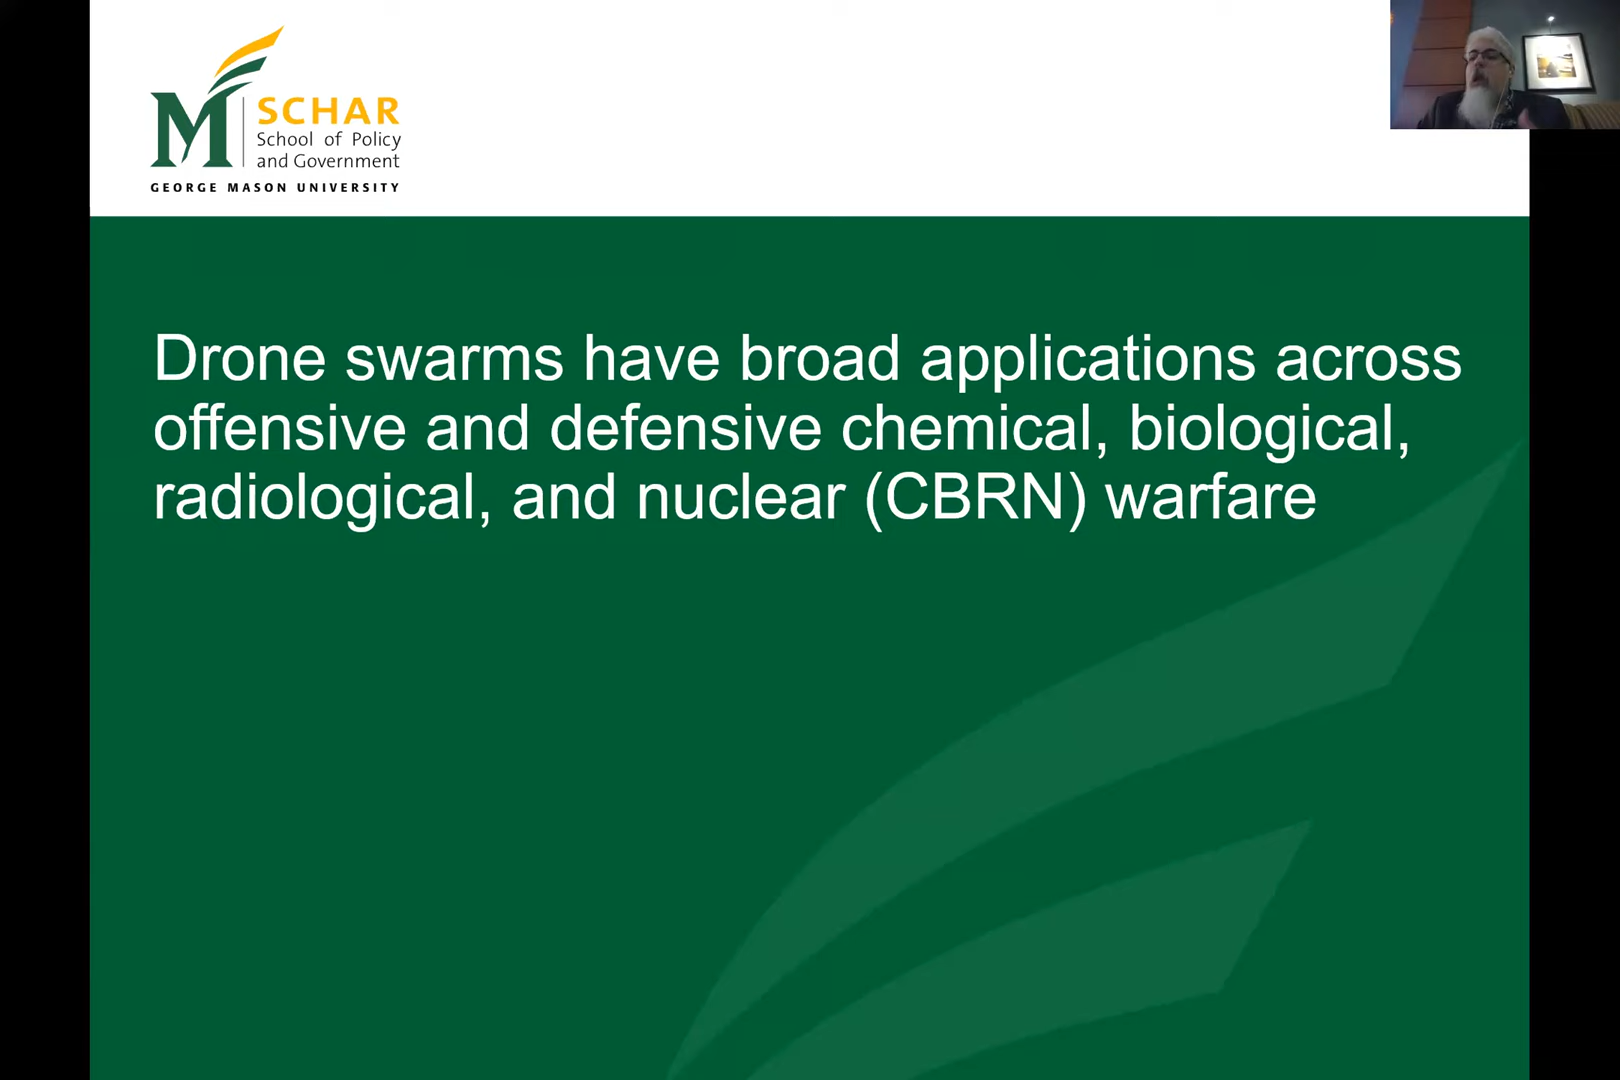 M
SCHAR
School of Policy
and Government
GEORGE MASON UNIVERSITY
Drone swarms have broad applications across
offensive and defensive chemical, biological,
radiological, and nuclear (CBRN) warfare